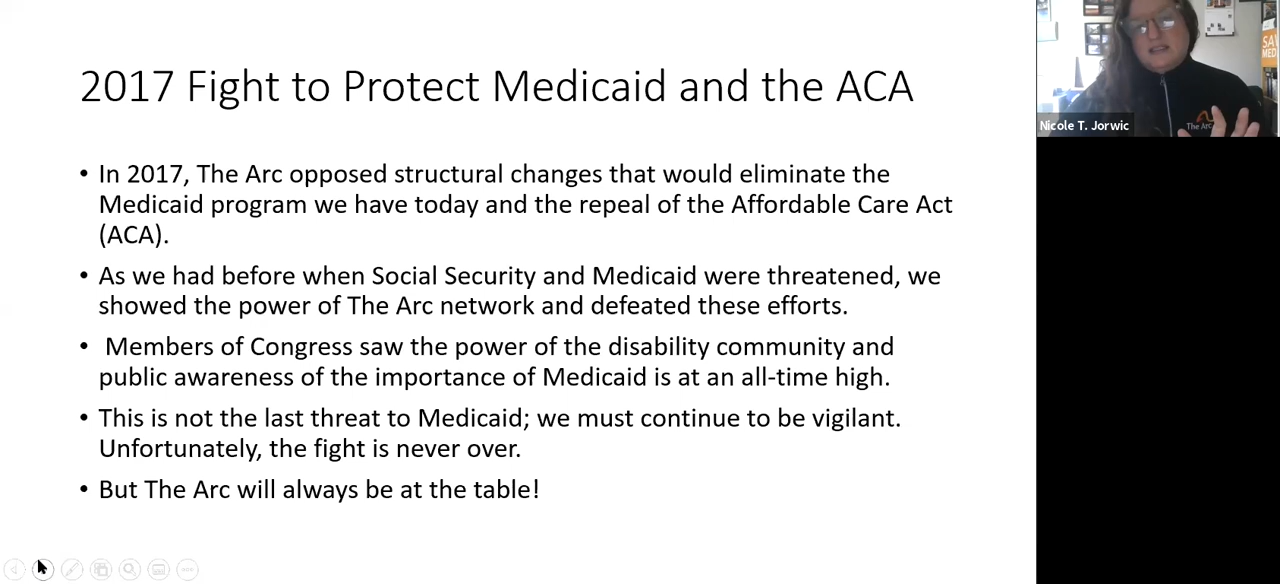 2017 Fight to Protect Medicaid and the ACA
• In 2017, The Arc opposed structural changes that would eliminate the
Medicaid program we have today and the repeal of the Affordable Care Act
(ACA).
• As we had before when Social Security and Medicaid were threatened, we
showed the power of The Arc network and defeated these efforts.
• Members of Congress saw the power of the disability community and
public awareness of the importance of Medicaid is at an all-time high.
• This is not the last threat to Medicaid; we must continue to be vigilant.
Unfortunately, the fight is never over.
• But The Arc will always be at the table!
SA
MED
The Arc
Nicole T. Jorwic